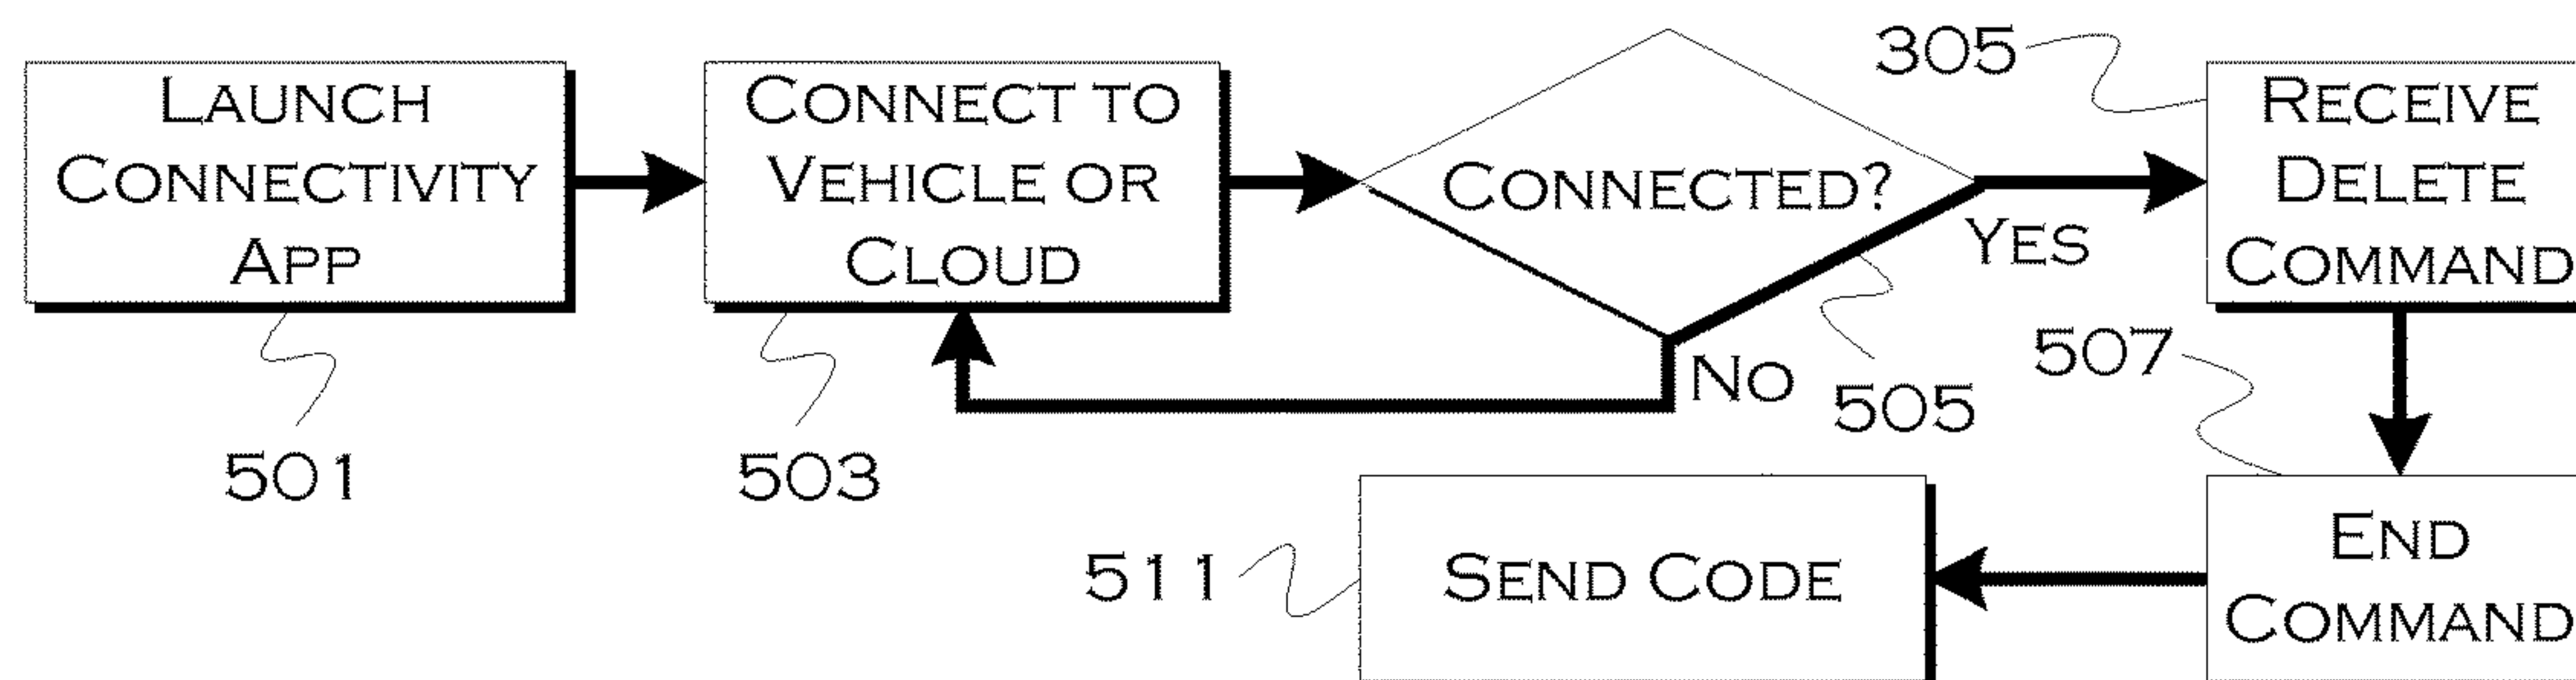 LAUNCH
CONNECTIVITY
APP
501
CONNECT TO
VEHICLE OR
CLOUD
503
CONNECTED?
505
YES
NO
305
RECEIVE
DELETE
COMMAND
507
END
COMMAND
SEND CODE
511